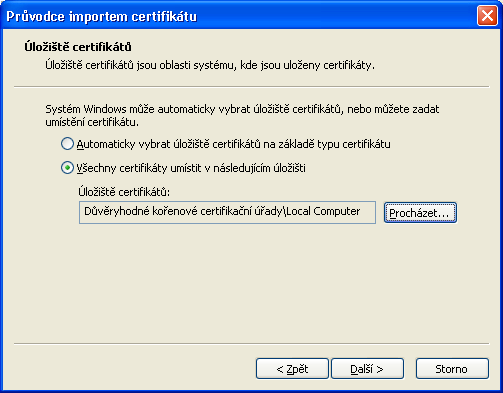 Průvodce importem certifikátu
Úložiště certifikátů
Úložiště certifikátů jsou oblasti systému, kde jsou uloženy certifikáty.
Systém Windows může automaticky vybrat úložiště certifikátů, nebo můžete zadat
umístění certifikátu.
Automaticky vybrat úložiště certifikátů na základě typu certifikátu
Všechny certifikáty umístit v následujícím úložišti
Úložiště certifikátů:
Důvěryhodné kořenové certifikační úřady\Local Computer
Procházet...
< Zpět
Další >
Storno